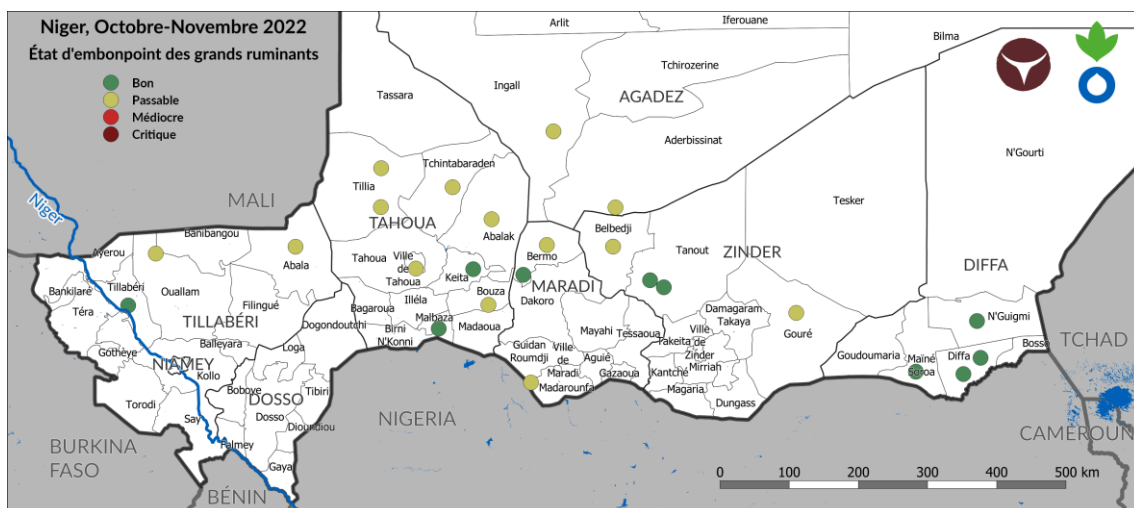 Niger, Octobre-Novembre 2022
État d'embonpoint des grands ruminants
Bon
Passable
Médiocre
Critique
Arlit
Iferouane
Bilma
Ingall
Tchirozerine
Tassara
AGADEZ
Aderbissinat
N'Gourti
Tchintabaraden
Tillia
Tesker
MALI
Niger
TAHOUA
Abalak
Belbedji
Tanout
ZINDER
Banibangou
Ayerou
Abala
Tahoua
Ville de Tahoua
Keita
Bermo
DIFFA
Bankilaré
Tillabéri
Ouallam
Filingué
Téra
Bouza
Dakoro
MARADI
Illéla
Bagaroua
Malbaza
Madaoua
Damagaram Takaya
Gouré
N'Guigmi
TILLABÉRI
Dogondoutchi
Birni N'Konni
Mayahi
Tessaoua
Takeita
Ville de Zinder
Mirriah
Goudoumaria
Maïné Soroa
Diffa
Bosso
TCHAD
Gothèye
Balleyara
Loga
Guidan Roumdji
Ville de Maradi
Aguié
Gazaoua
Kantché
Magaria
NIAMEY
Kollo
Madarounfa
Dungass
Torodi
Say
Boboye
DOSSO
Tibiri
Dosso
Dioundiou
NIGERIA
BURKINA FASO
Falmey
Gaya
CAMEROUN
BÉNIN
0 100 200 300 400 500 km